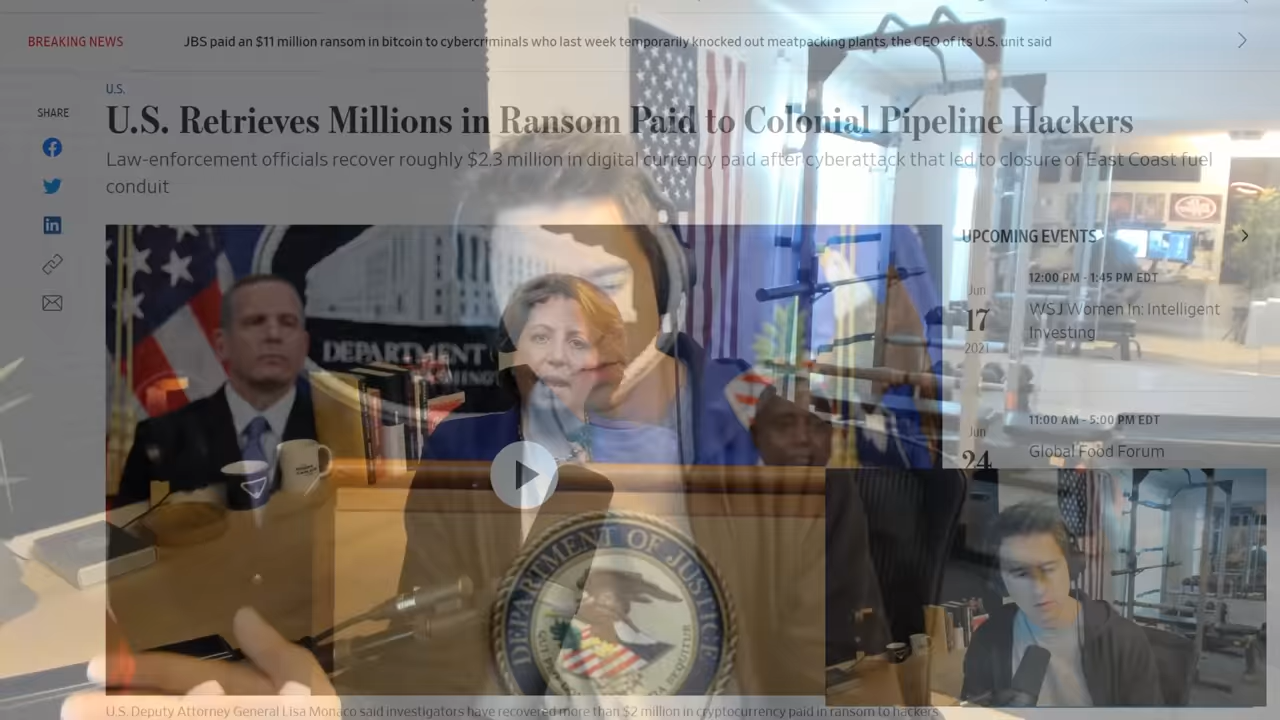 BREAKING NEWS
JBS paid an $11 million ransom in bitcoin to cybercriminals who last week temporarily knocked out meatpacking plants, the CEO of its U.S. unit said
U.S.
SHARE
U.S. Retrieves Millions in Ransom Paid to Colonial Pipeline Hackers
Law-enforcement officials recover roughly $2.3 million in digital currency paid after cyberattack that led to closure of East Coast fuel
conduit
UPCOMING EVENTS
12:00 PM - 1:45 PM EDT
Jun
17
2021
WSJ Women In: Intelligent
Investing
11:00 AM - 5:00 PM EDT
Jun
24
Global Food Forum
DEPARTMENT
DEPARTMENT OF JUSTICE
U.S. Deputy Attorney General Lisa Monaco said investigators have recovered more than $2 million in cryptocurrency paid in ransom to hackers